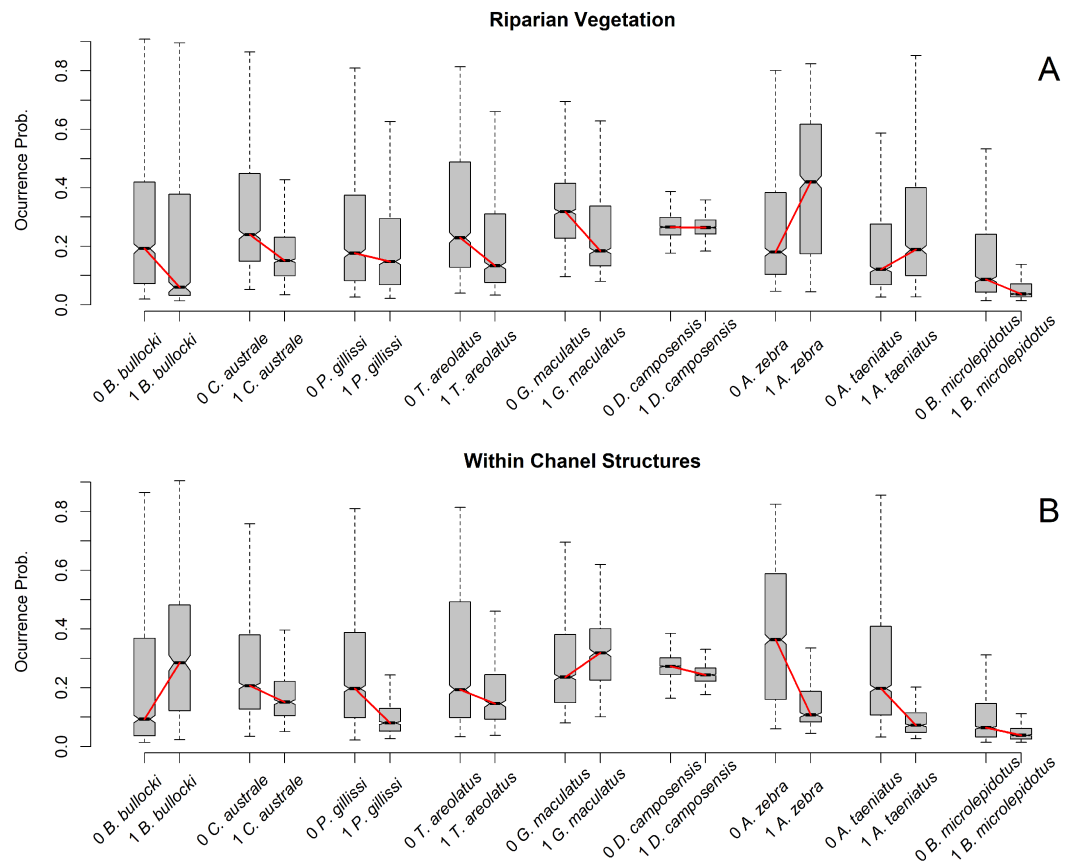 Riparian Vegetation
A
Ocurrence Prob.
0.8
0.6
0.4
0.2
0.0
0 B. bullocki
1 B. bullocki
0 C. australe
1 C. australe
0 P. gillissi
1 P. gillissi
0 T. areolatus
1 T. areolatus
0 G. maculatus
1 G. maculatus
0 D. camposensis
1 D. camposensis
0 A. zebra
1 A. zebra
0 A. taeniatus
1 A. taeniatus
0 B. microlepidotus
1 B. microlepidotus
Within Chanel Structures
B
Ocurrence Prob.
0.8
0.6
0.4
0.2
0.0
0 B. bullocki
1 B. bullocki
0 C. australe
1 C. australe
0 P. gillissi
1 P. gillissi
0 T. areolatus
1 T. areolatus
0 G. maculatus
1 G. maculatus
0 D. camposensis
1 D. camposensis
0 A. zebra
1 A. zebra
0 A. taeniatus
1 A. taeniatus
0 B. microlepidotus
1 B. microlepidotus